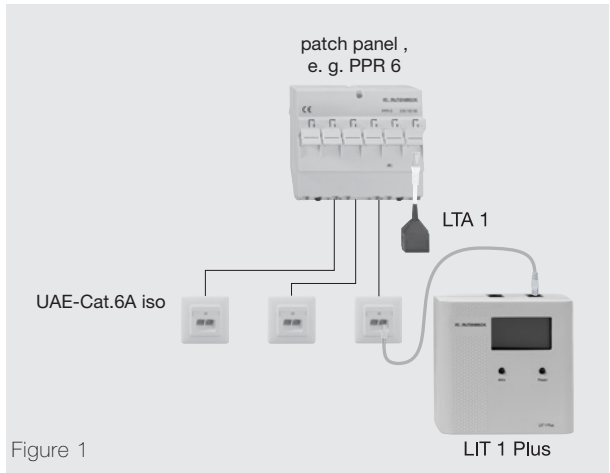 patch panel ,
e. g. PPR 6
LTA 1
UAE-Cat.6A iso
LIT 1 Plus
Figure 1